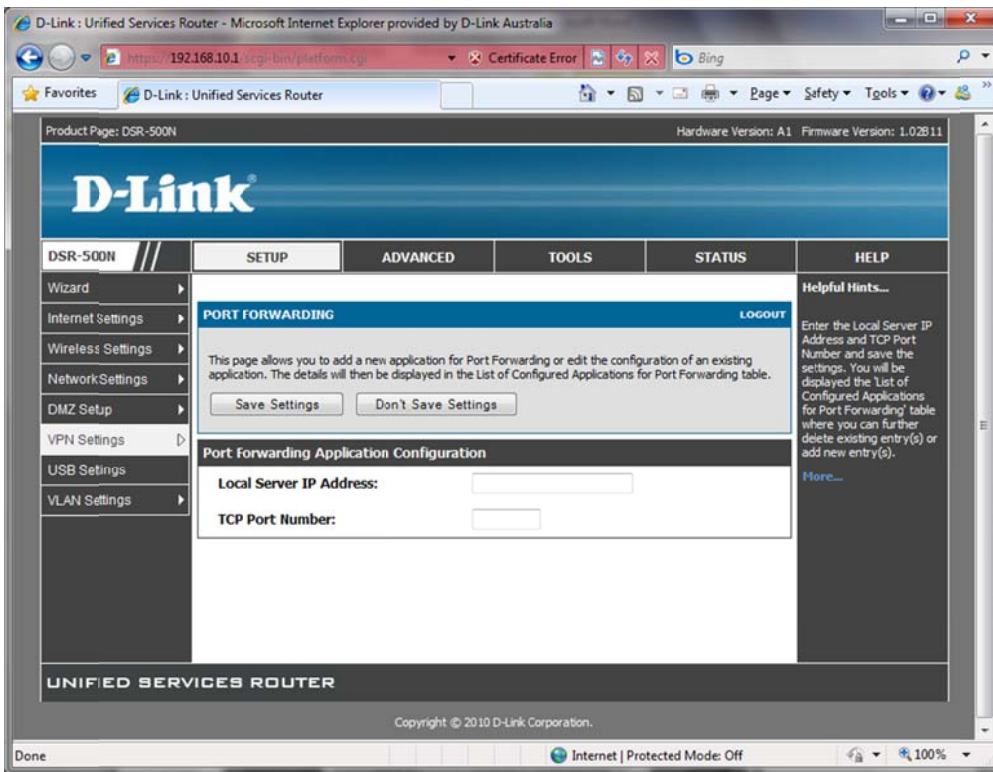 D-Link : Unified Services Router - Microsoft Internet Explorer provided by D-Link Australia
https://192.168.10.1/scgi-bin/platform.cgi
Certificate Error
Bing
Favorites
D-Link : Unified Services Router
Page
Safety
Tools
Product Page: DSR-500N
Hardware Version: A1 Firmware Version: 1.02B11
D-Link
DSR-500N
SETUP
ADVANCED
TOOLS
STATUS
HELP
Wizard
Internet Settings
Wireless Settings
Network Settings
DMZ Setup
VPN Settings
USB Settings
VLAN Settings
PORT FORWARDING
LOGOUT
This page allows you to add a new application for Port Forwarding or edit the configuration of an existing
application. The details will then be displayed in the List of Configured Applications for Port Forwarding table.
Save Settings
Don't Save Settings
Port Forwarding Application Configuration
Local Server IP Address:
TCP Port Number:
Helpful Hints...
Enter the Local Server IP
Address and TCP Port
Number and save the
settings. You will be
displayed the 'List of
Configured Applications
for Port Forwarding' table
where you can further
delete existing entry(s) or
add new entry(s).
More...
UNIFIED SERVICES ROUTER
Copyright © 2010 D-Link Corporation.
Done
Internet | Protected Mode: Off
100%